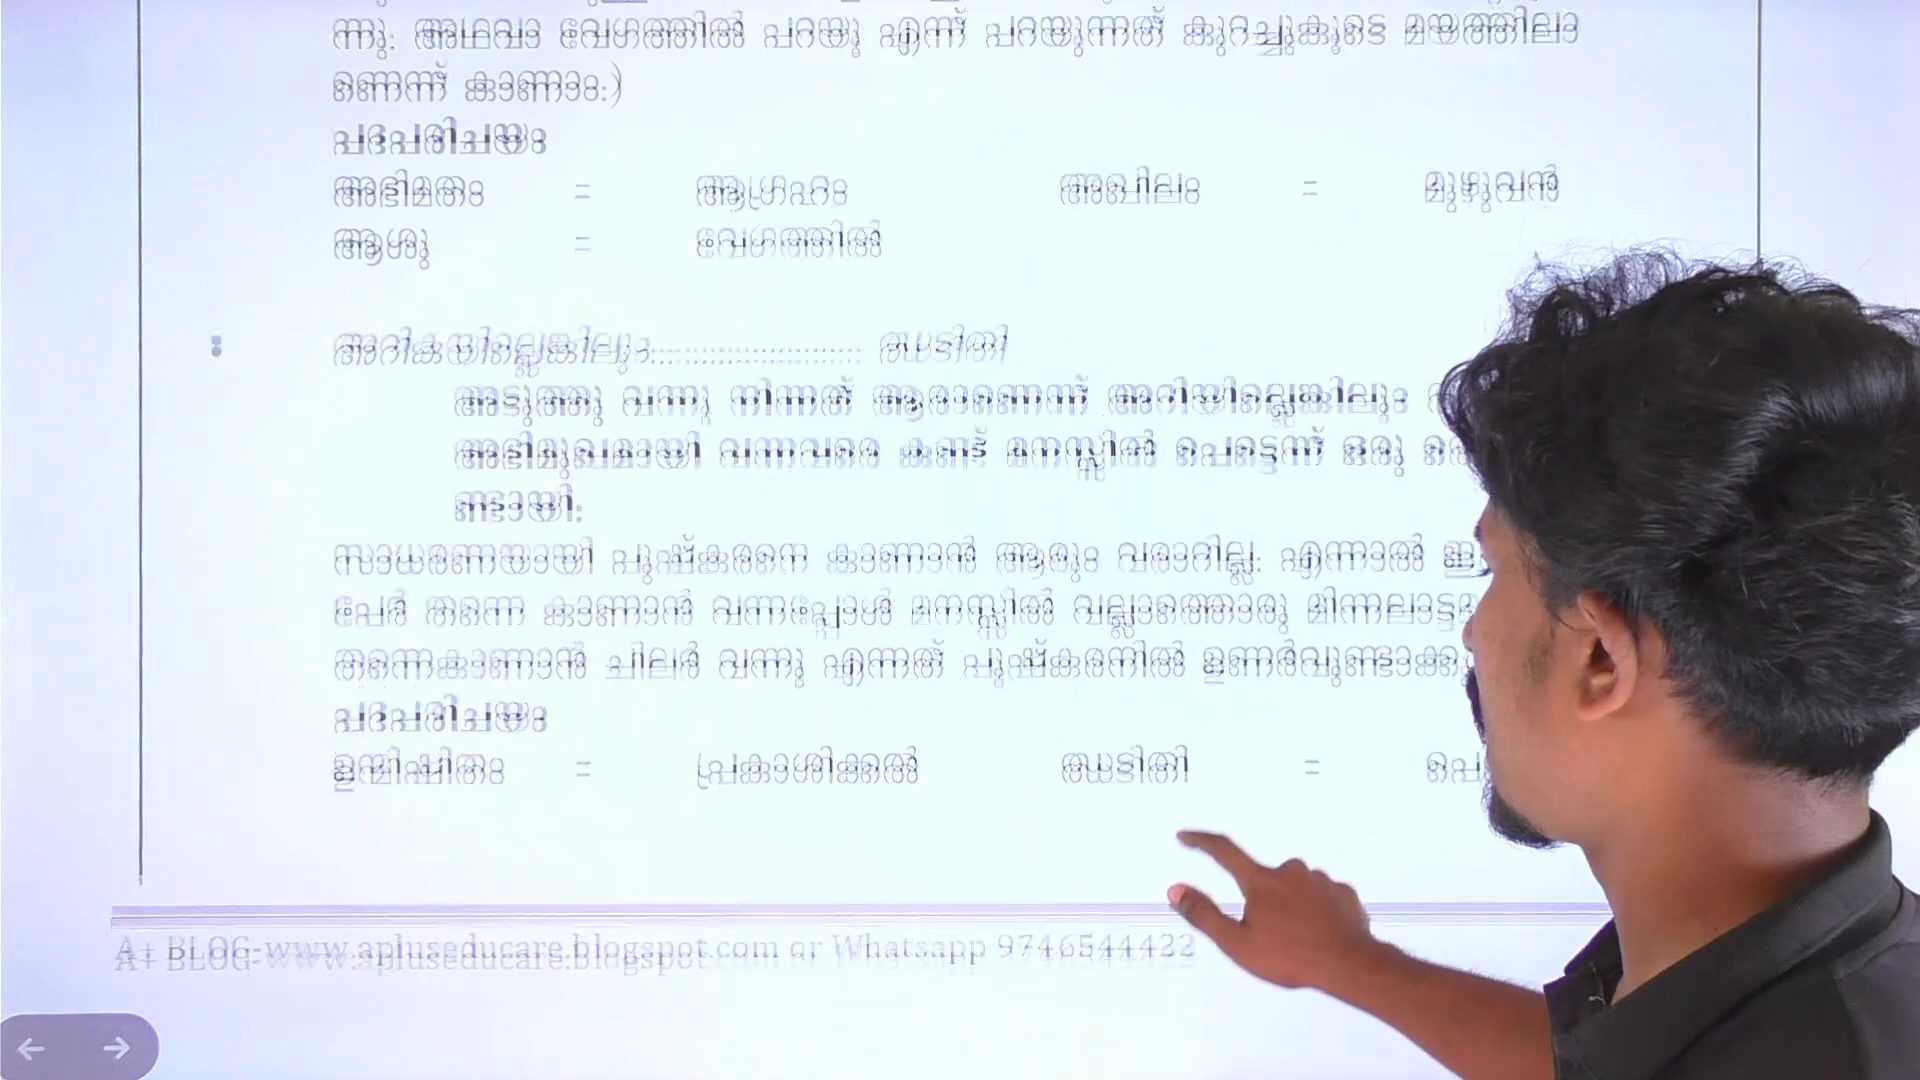 ന്നു. അഥവാ വേഗത്തിൽ പറയൂ എന്ന് പറയുന്നത് കുറച്ചുകൂടെ മയത്തിലാ
ണെന്ന് കാണാം.)
പദപരിചയം
അഭിമതം = ആഗ്രഹം അഖിലം = മുഴുവൻ
ആശു = വേഗത്തിൽ
അറികയില്ലെങ്കിലും........................ ഝടിതി
അടുത്തു വന്നു നിന്നത് ആരാണെന്ന് അറിയില്ലെങ്കിലും
അഭിമുഖമായി വന്നവരെ കണ്ട് മനസ്സിൽ പെട്ടെന്ന് ഒരു
ണ്ടായി.
സാധരണയായി പുഷ്കരനെ കാണാൻ ആരും വരാറില്ല. എന്നാൽ
പേർ തന്നെ കാണാൻ വന്നപ്പോൾ മനസ്സിൽ വല്ലാത്തൊരു മിന്നലാട്ട
തന്നെകാണാൻ ചിലർ വന്നു എന്നത് പുഷ്കരനിൽ ഉണർവുണ്ടാക്കു
പദപരിചയം
ഉന്മിഷിതം = പ്രകാശിക്കൽ ഝടിതി = പെ
A+ BLOG-www.apluseducare.blogspot.com or Whatsapp 9746544422